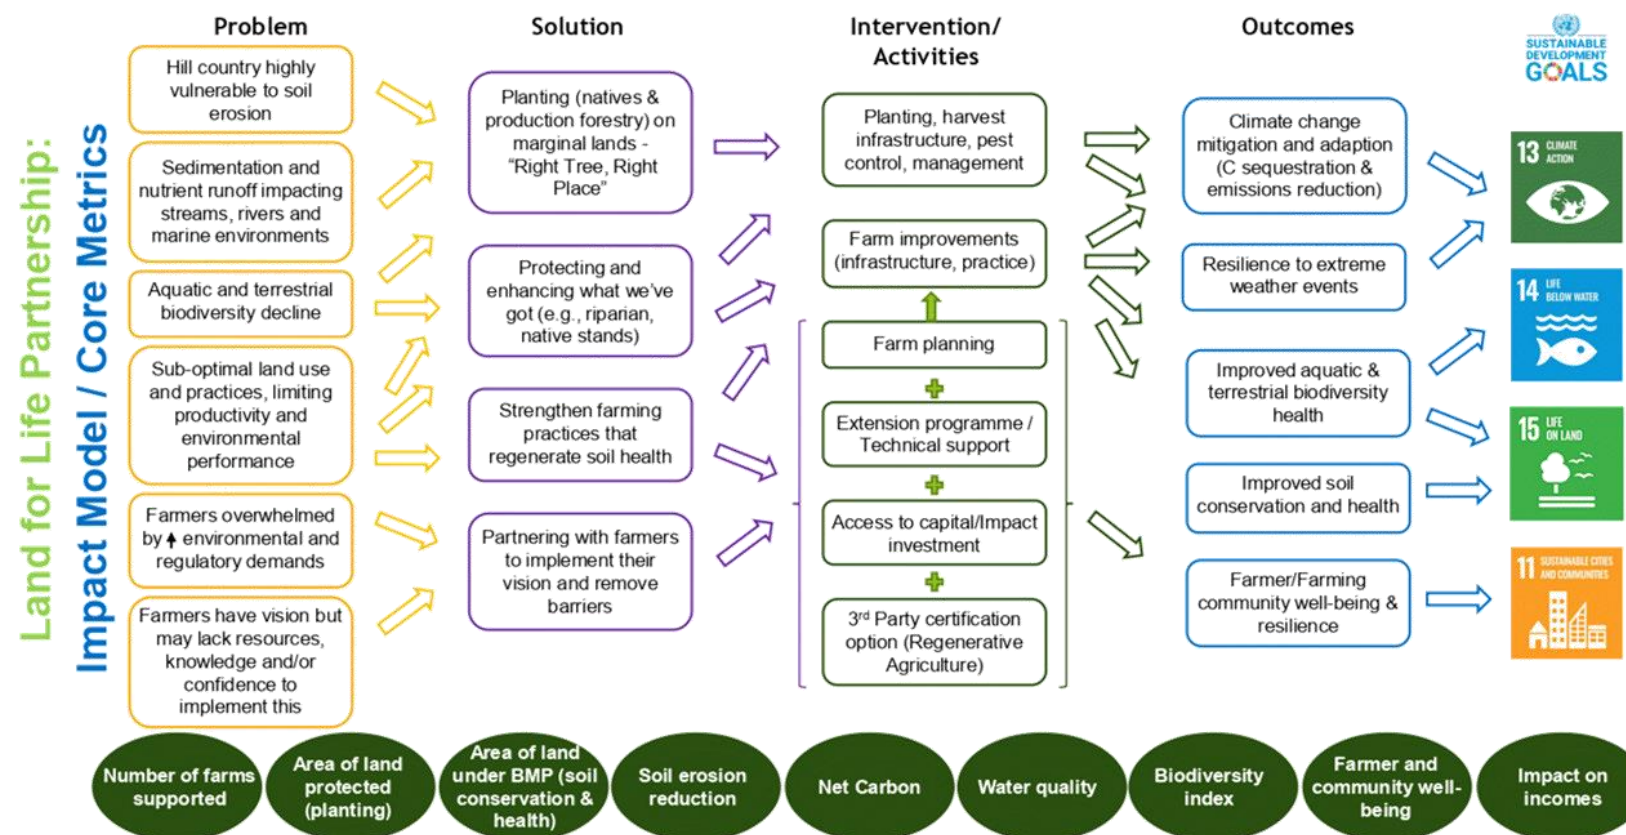 Land for Life Partnership:
Impact Model / Core Metrics
Problem
Hill country highly
vulnerable to soil
erosion
Sedimentation and
nutrient runoff impacting
streams, rivers and
marine environments
Aquatic and terrestrial
biodiversity decline
Sub-optimal land use
and practices, limiting
productivity and
environmental
performance
Farmers overwhelmed
by ⬆ environmental and
regulatory demands
Farmers have vision but
may lack resources,
knowledge and/or
confidence to
implement this
Solution
Planting (natives &
production forestry) on
marginal lands -
“Right Tree, Right
Place”
Protecting and
enhancing what we’ve
got (e.g., riparian,
native stands)
Strengthen farming
practices that
regenerate soil health
Partnering with farmers
to implement their
vision and remove
barriers
Intervention/
Activities
Planting, harvest
infrastructure, pest
control, management
Farm improvements
(infrastructure, practice)
Farm planning
Extension programme /
Technical support
Access to capital/Impact
investment
3rd Party certification
option (Regenerative
Agriculture)
Outcomes
Climate change
mitigation and adaption
(C sequestration &
emissions reduction)
Resilience to extreme
weather events
Improved aquatic &
terrestrial biodiversity
health
Improved soil
conservation and health
Farmer/Farming
community well-being &
resilience
SUSTAINABLE
DEVELOPMENT
GOALS
13 CLIMATE
ACTION
14 LIFE
BELOW WATER
15 LIFE
ON LAND
11 SUSTAINABLE CITIES
AND COMMUNITIES
Number of farms
supported
Area of land
protected
(planting)
Area of land
under BMP (soil
conservation &
health)
Soil erosion
reduction
Net Carbon
Water quality
Biodiversity
index
Farmer and
community well-
being
Impact on
incomes